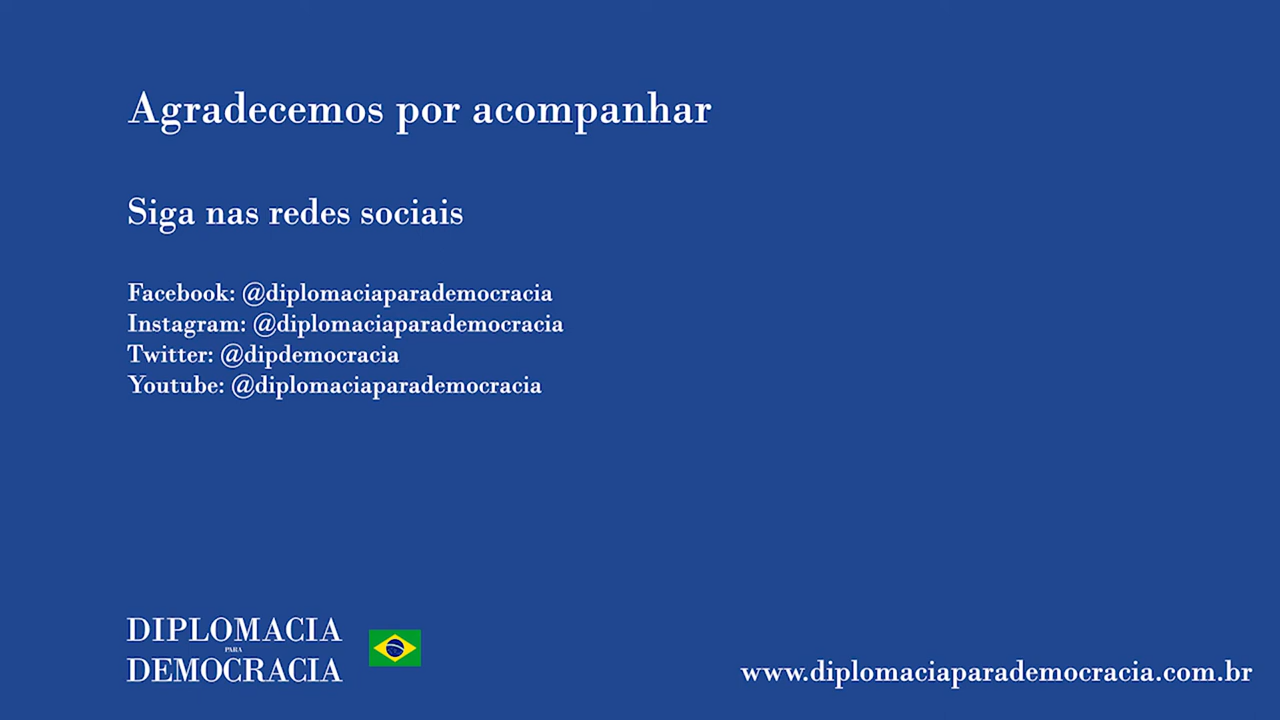 Agradecemos por acompanhar
Siga nas redes sociais
Facebook: @diplomaciaparademocracia
Instagram: @diplomaciaparademocracia
Twitter: @dipdemocracia
Youtube: @diplomaciaparademocracia
DIPLOMACIA
PARA
DEMOCRACIA
www.diplomaciaparademocracia.com.br